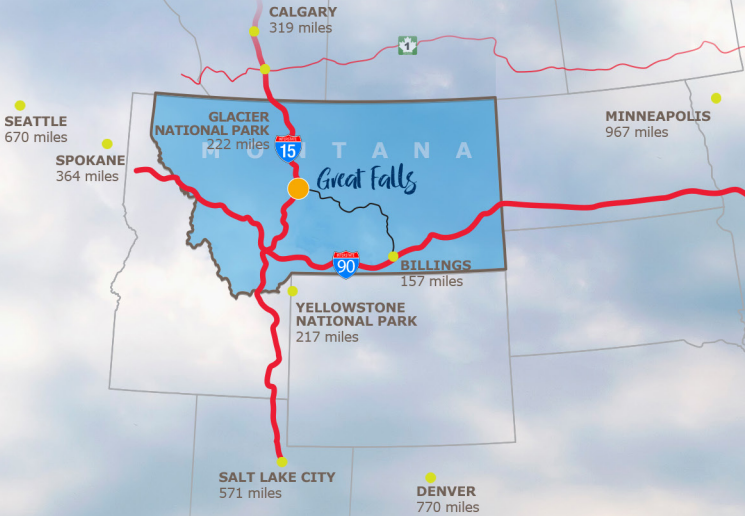 CALGARY
319 miles
1
SEATTLE
670 miles
MINNEAPOLIS
967 miles
GLACIER
NATIONAL PARK
222 miles
MONTANA
15
SPOKANE
364 miles
Great Falls
90
BILLINGS
157 miles
YELLOWSTONE
NATIONAL PARK
217 miles
SALT LAKE CITY
571 miles
DENVER
770 miles